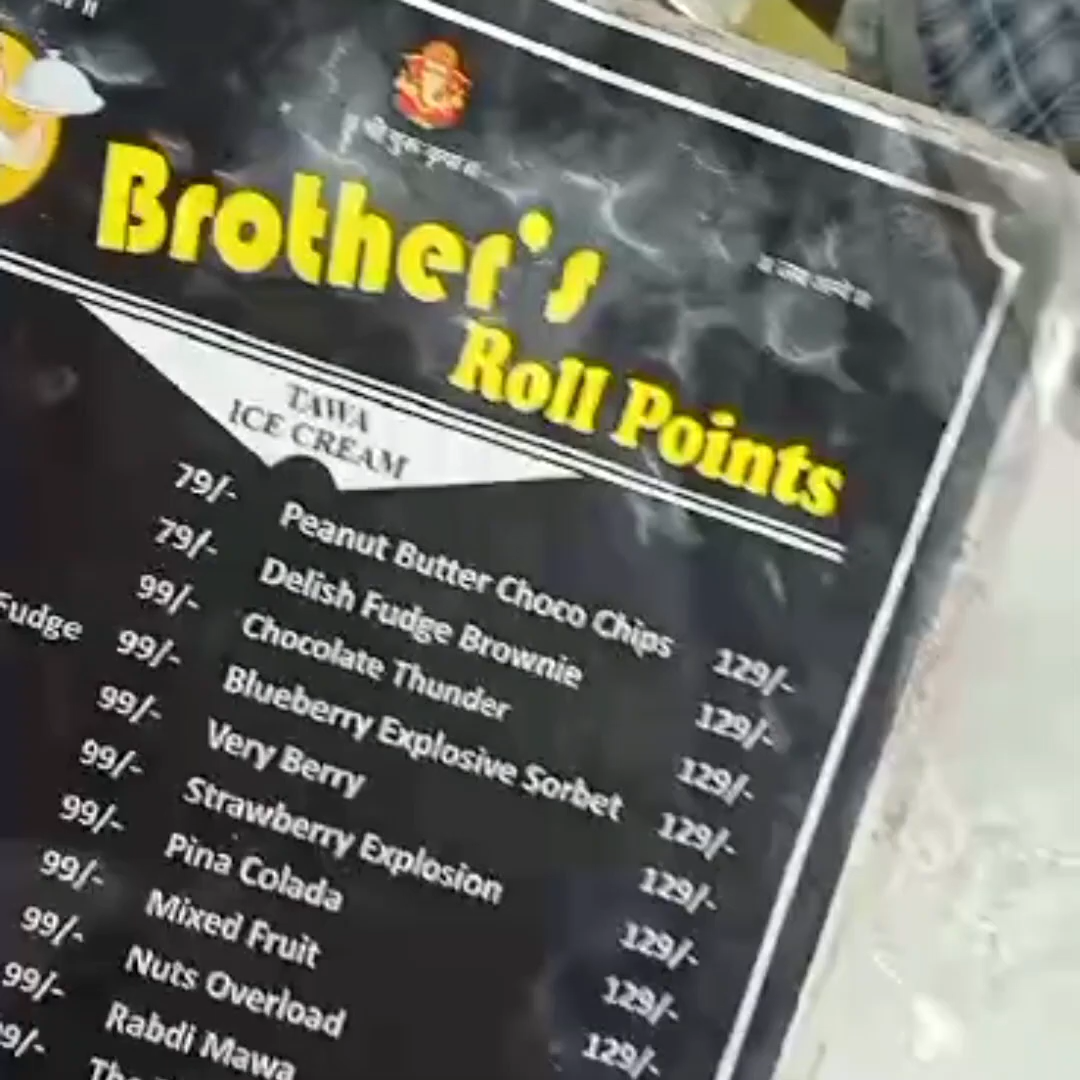 ॥ श्री गुरु कृपा ॥
Brother's
Roll Points
TAWA
ICE CREAM
79/- Peanut Butter Choco Chips 129/-
79/- Delish Fudge Brownie 129/-
99/- Chocolate Thunder 129/-
Fudge 99/- Blueberry Explosive Sorbet 129/-
99/- Very Berry 129/-
99/- Strawberry Explosion 129/-
99/- Pina Colada 129/-
99/- Mixed Fruit 129/-
99/- Nuts Overload
99/- Rabdi Mawa